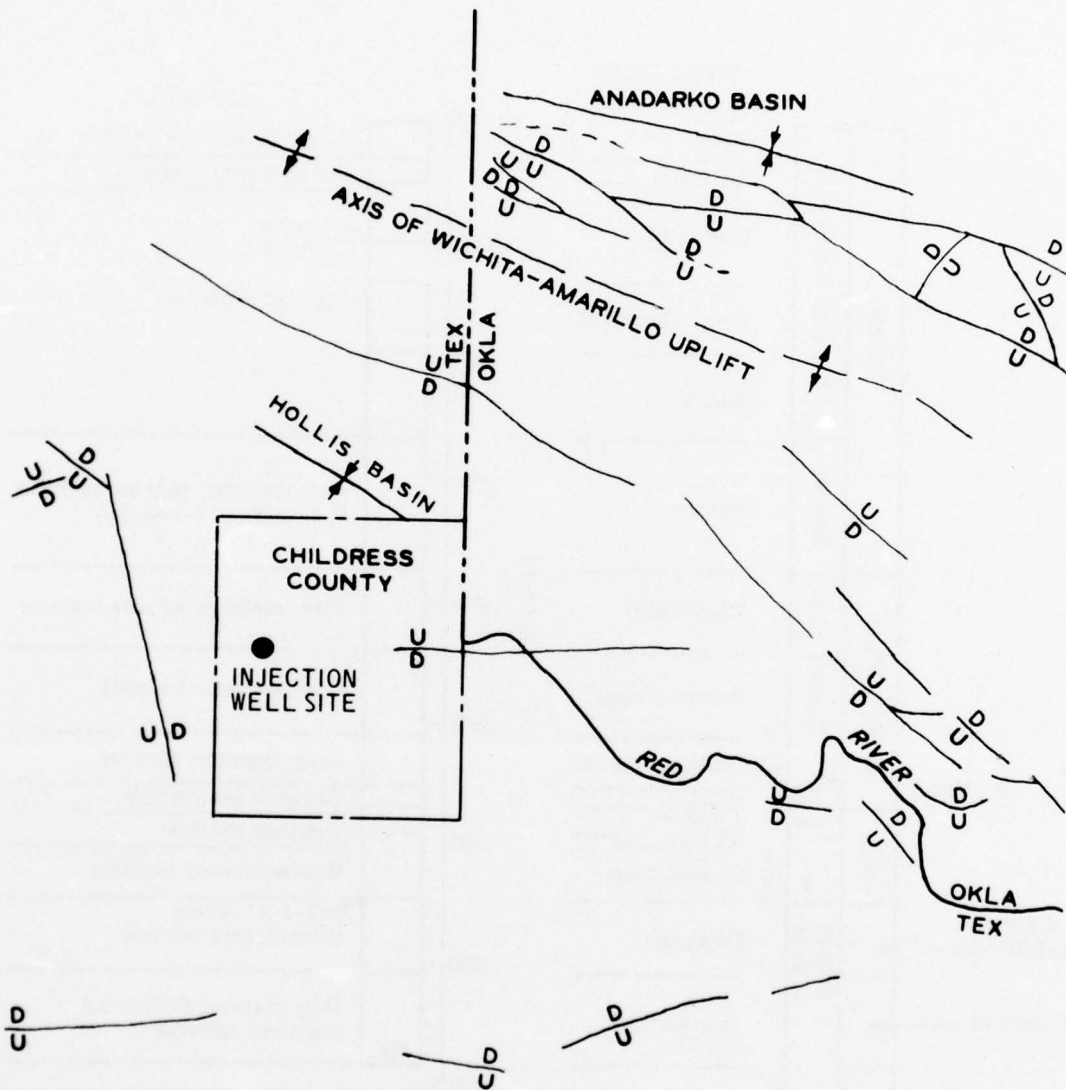 ANADARKO BASIN
D
U U
D D
U
D
U
D
U
D
U
D
U
D
U
U
D
D
U
AXIS OF WICHITA-AMARILLO UPLIFT
TEX
OKLA
U
D
HOLLIS BASIN
D
U
U
D
U
D
CHILDRESS
COUNTY
U
D
INJECTION
WELL SITE
U
D
U D
D
U
RED RIVER
U
D
D
U
D
U
OKLA
TEX
D
U
D
U
D
U